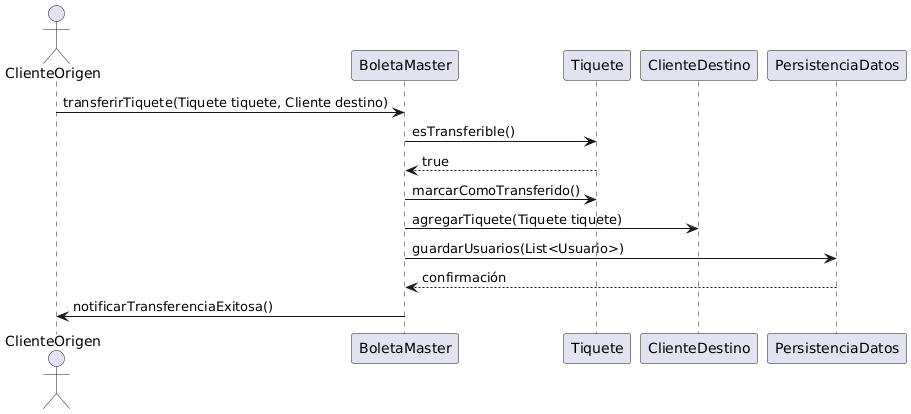 ClienteOrigen
BoletaMaster
Tiquete
ClienteDestino
PersistenciaDatos
transferirTiquete(Tiquete tiquete, Cliente destino)
esTransferible()
true
marcarComoTransferido()
agregarTiquete(Tiquete tiquete)
guardarUsuarios(List<Usuario>)
confirmación
notificarTransferenciaExitosa()
ClienteOrigen
BoletaMaster
Tiquete
ClienteDestino
PersistenciaDatos